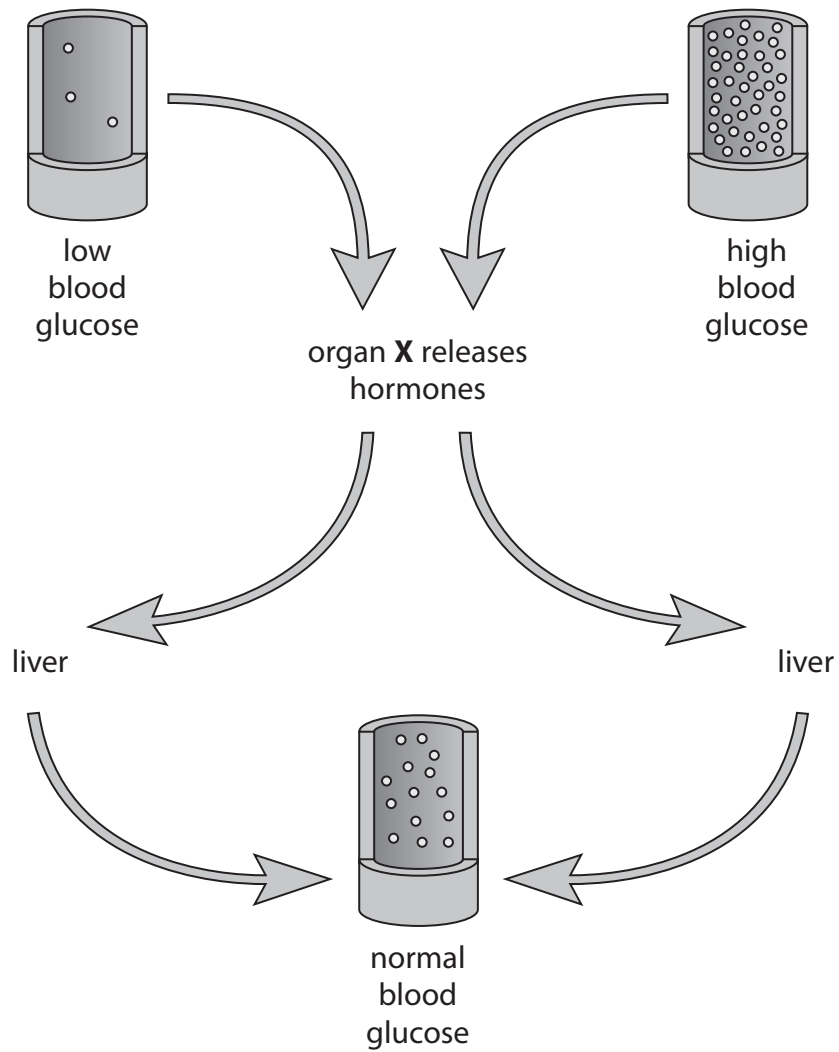 low
blood
glucose
high
blood
glucose
organ X releases
hormones
liver
liver
normal
blood
glucose